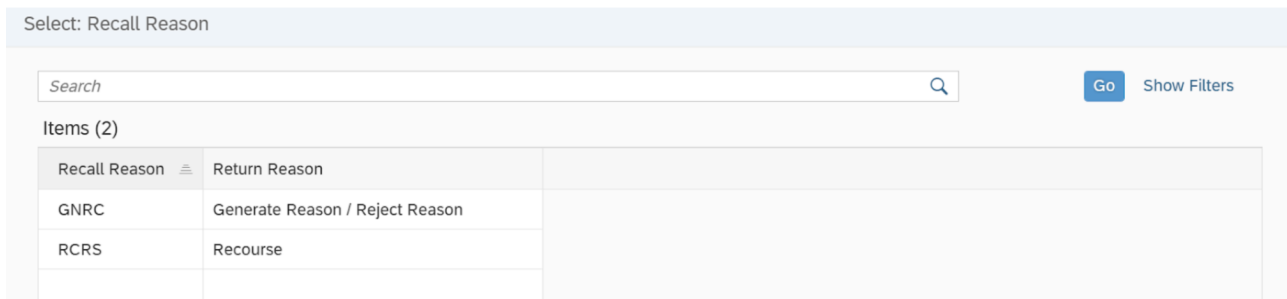 Select: Recall Reason
Search
Go Show Filters
Items (2)
Recall Reason Return Reason
GNRC Generate Reason / Reject Reason
RCRS Recourse